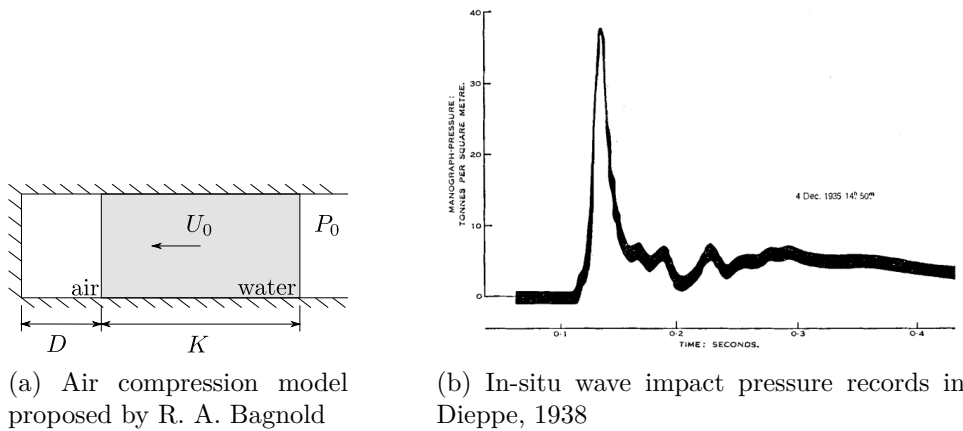 U₀
P₀
air
water
D
K
(a) Air compression model
proposed by R. A. Bagnold
MANOGRAPH-PRESSURE:
TONNES PER SQUARE METRE.
40
30
20
10
0
4 Dec. 1935 14ʰ 50ᵐ
0·1
0·2
0·3
0·4
TIME: SECONDS.
(b) In-situ wave impact pressure records in
Dieppe, 1938